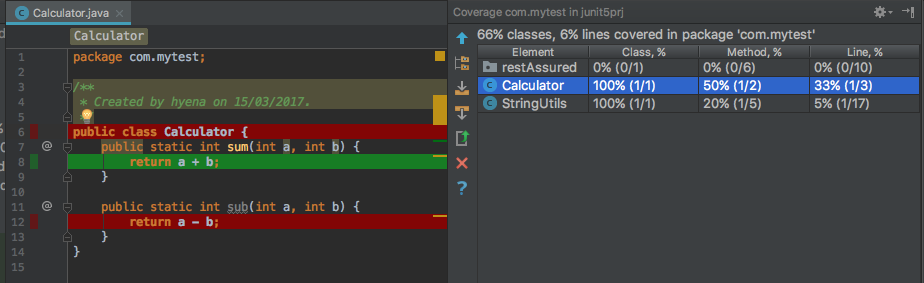 Calculator.java
Calculator
1 package com.mytest;
2
3 /**
4 * Created by hyena on 15/03/2017.
5
6 public class Calculator {
7 @ public static int sum(int a, int b) {
8 return a + b;
9 }
10
11 @ public static int sub(int a, int b) {
12 return a - b;
13 }
14 }
15
Coverage com.mytest in junit5prj
66% classes, 6% lines covered in package 'com.mytest'
Element Class, % Method, % Line, %
restAssured 0% (0/1) 0% (0/6) 0% (0/10)
Calculator 100% (1/1) 50% (1/2) 33% (1/3)
StringUtils 100% (1/1) 20% (1/5) 5% (1/17)